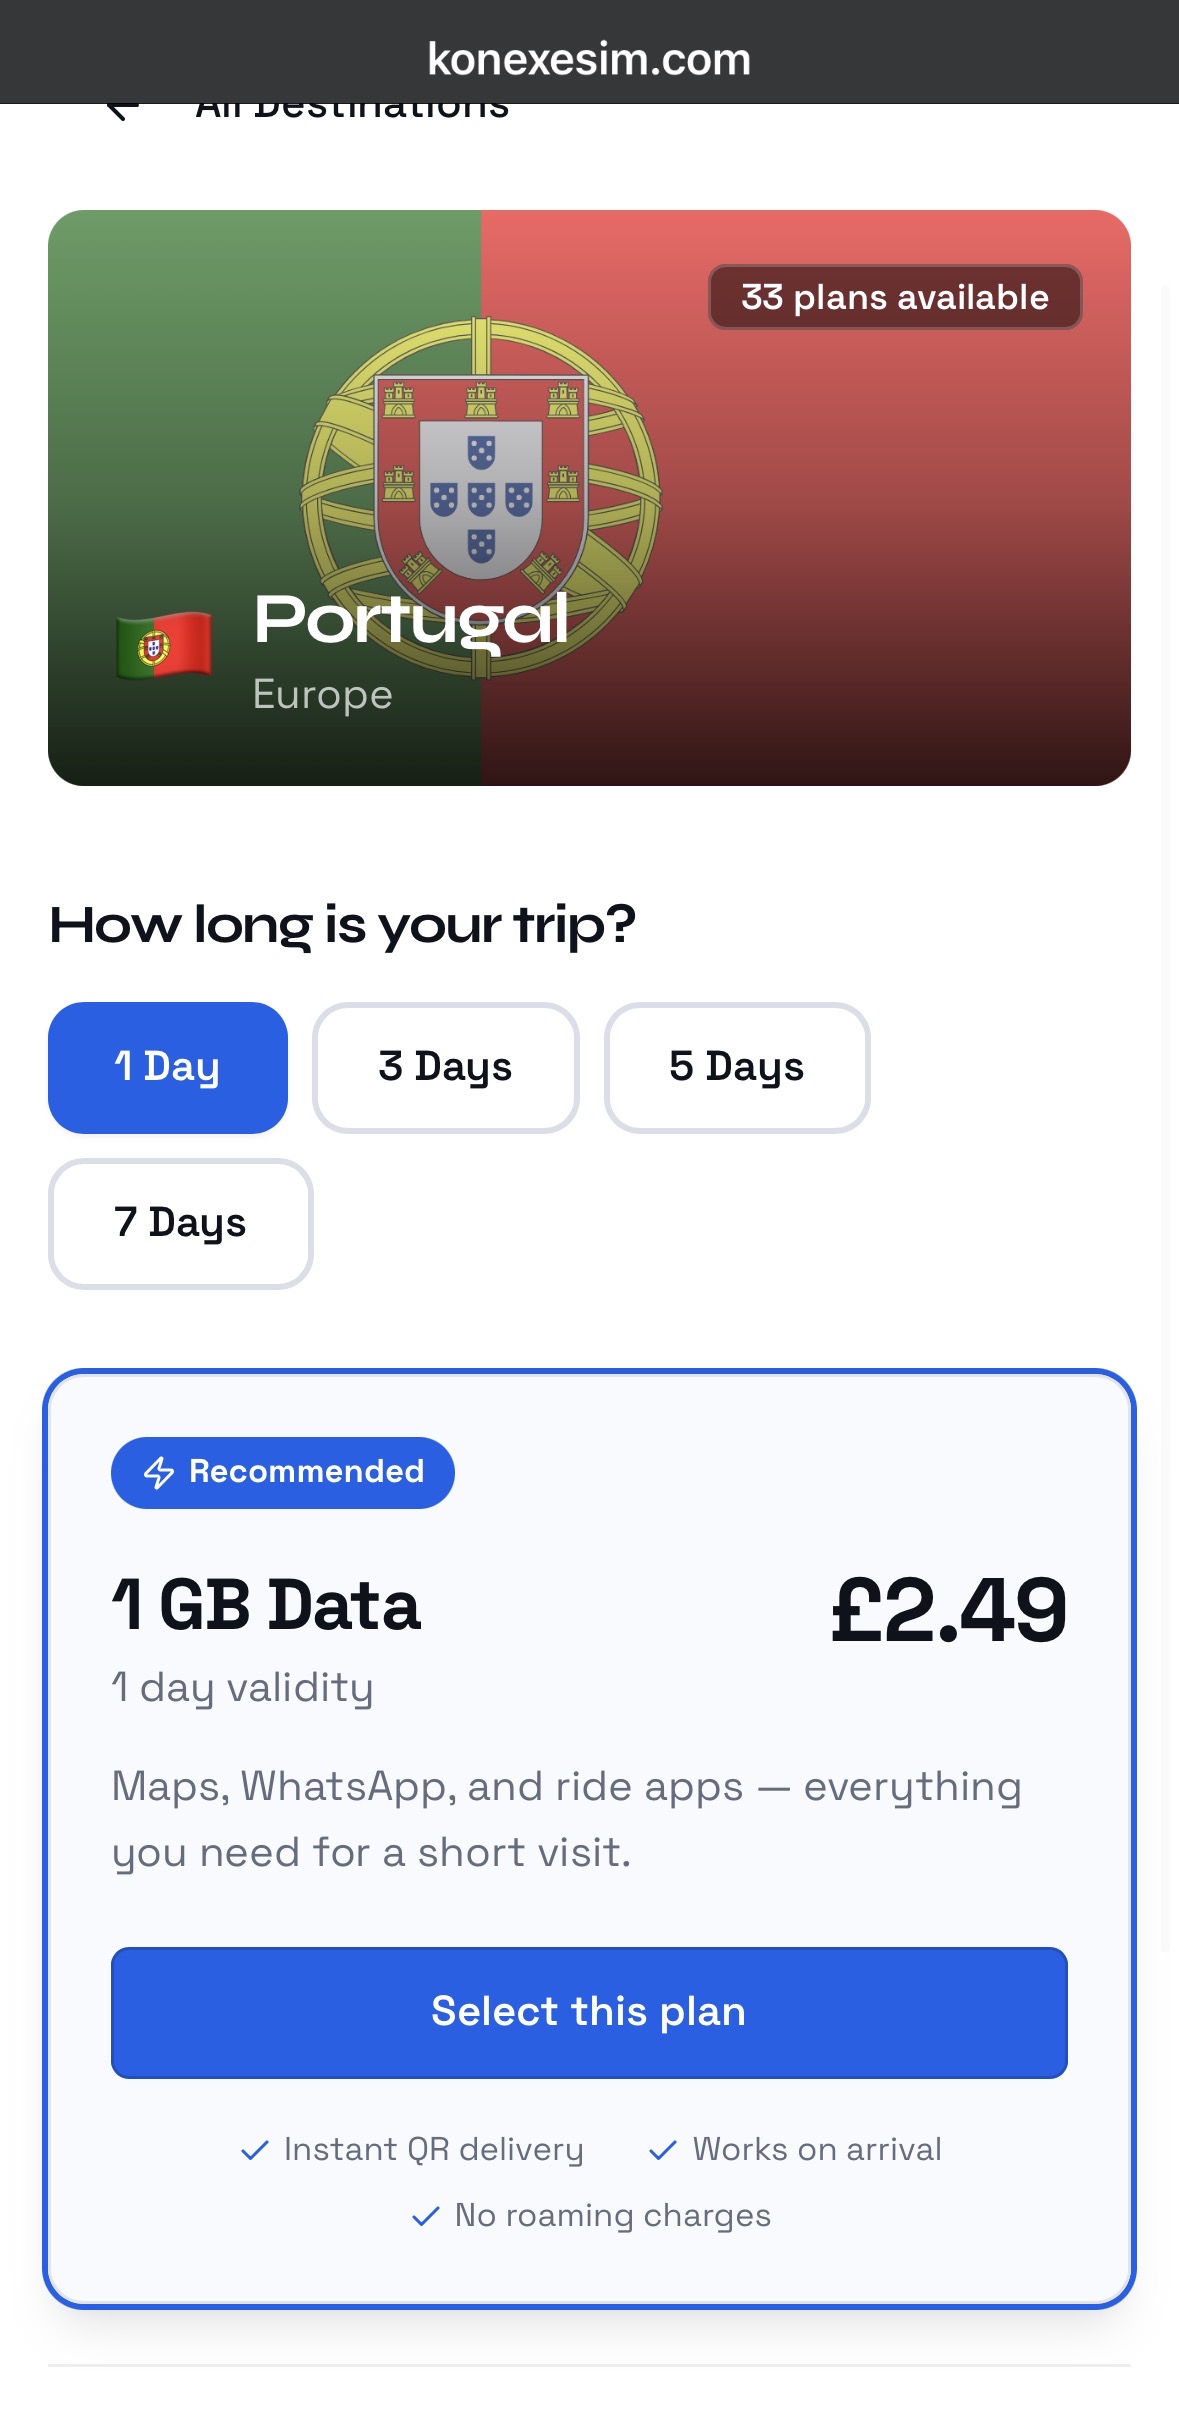 konexesim.com
All Destinations
33 plans available
Portugal
Europe
How long is your trip?
1 Day
3 Days
5 Days
7 Days
Recommended
1 GB Data
£2.49
1 day validity
Maps, WhatsApp, and ride apps — everything
you need for a short visit.
Select this plan
Instant QR delivery
Works on arrival
No roaming charges